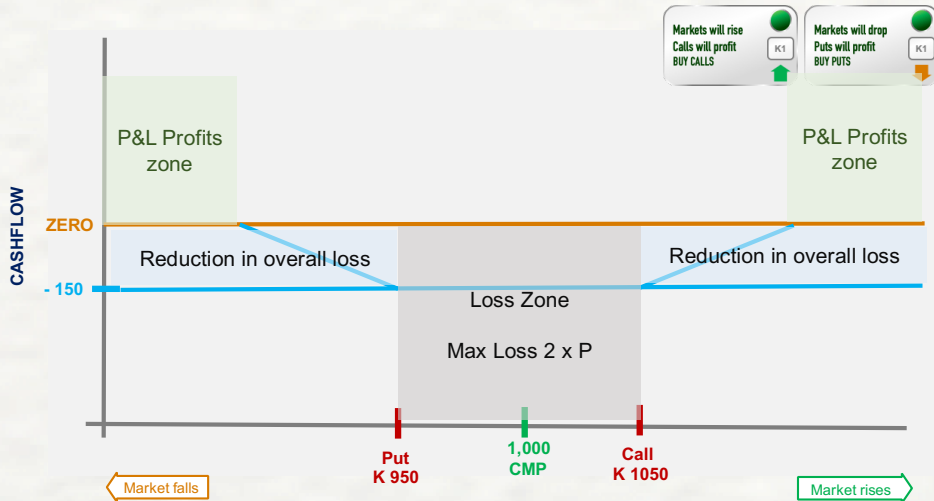 Markets will rise
Calls will profit
BUY CALLS
K1
Markets will drop
Puts will profit
BUY PUTS
K1
P&L Profits
zone
P&L Profits
zone
CASHFLOW
ZERO
Reduction in overall loss
Reduction in overall loss
- 150
Loss Zone
Max Loss 2 x P
Put
K 950
1,000
CMP
Call
K 1050
Market falls
Market rises